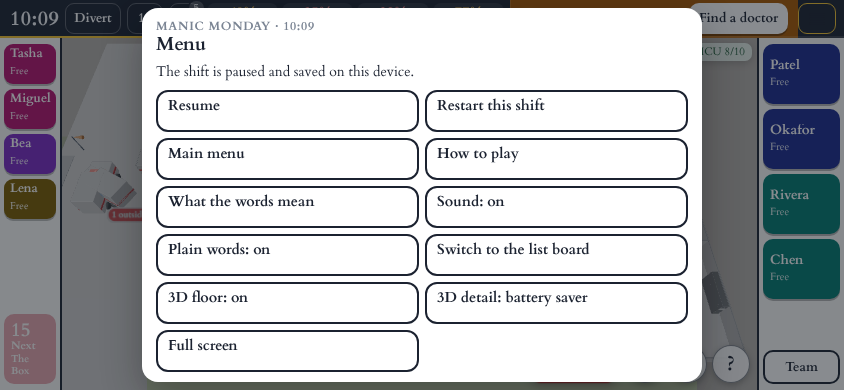 10:09
Divert
Find a doctor
MANIC MONDAY · 10:09
Menu
The shift is paused and saved on this device.
Resume
Restart this shift
Main menu
How to play
What the words mean
Sound: on
Plain words: on
Switch to the list board
3D floor: on
3D detail: battery saver
Full screen
Tasha
Free
Miguel
Free
Bea
Free
Lena
Free
15
Next
The
Box
ICU 8/10
Patel
Free
Okafor
Free
Rivera
Free
Chen
Free
?
Team